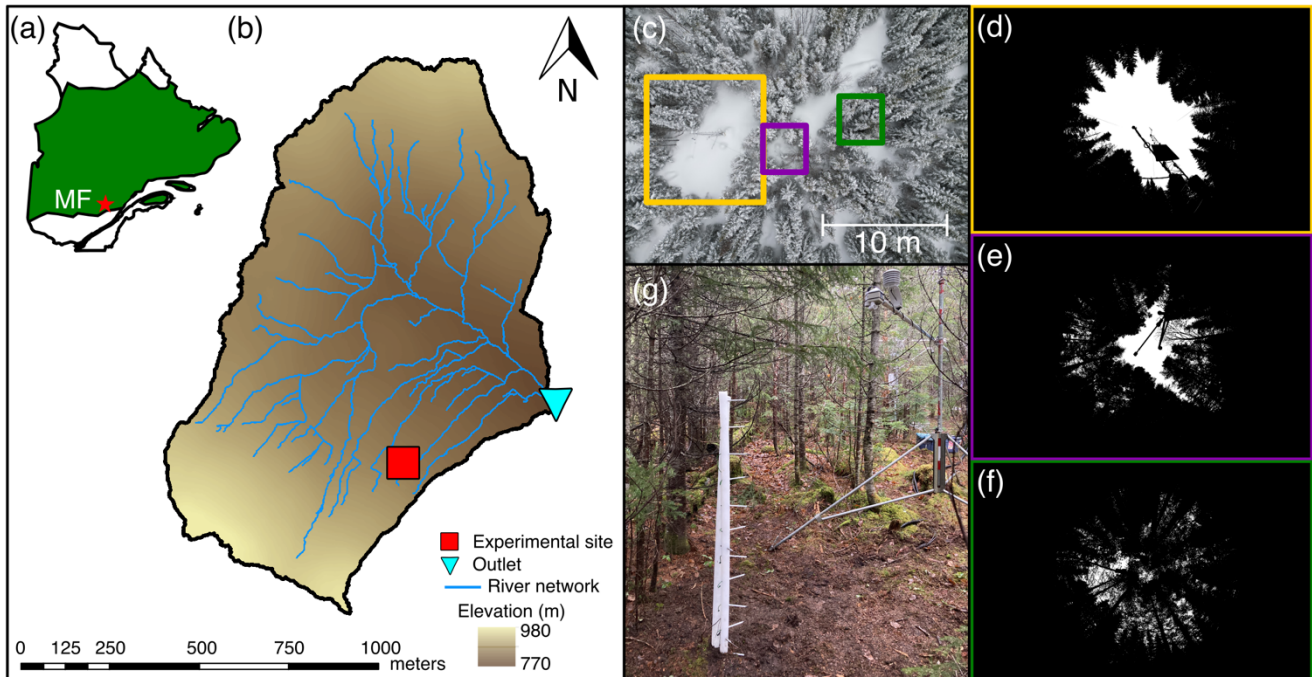 (a)
MF
(b)
N
Experimental site
Outlet
River network
Elevation (m)
980
770
0 125 250 500 750 1000
meters
(c)
10 m
(g)
(d)
(e)
(f)